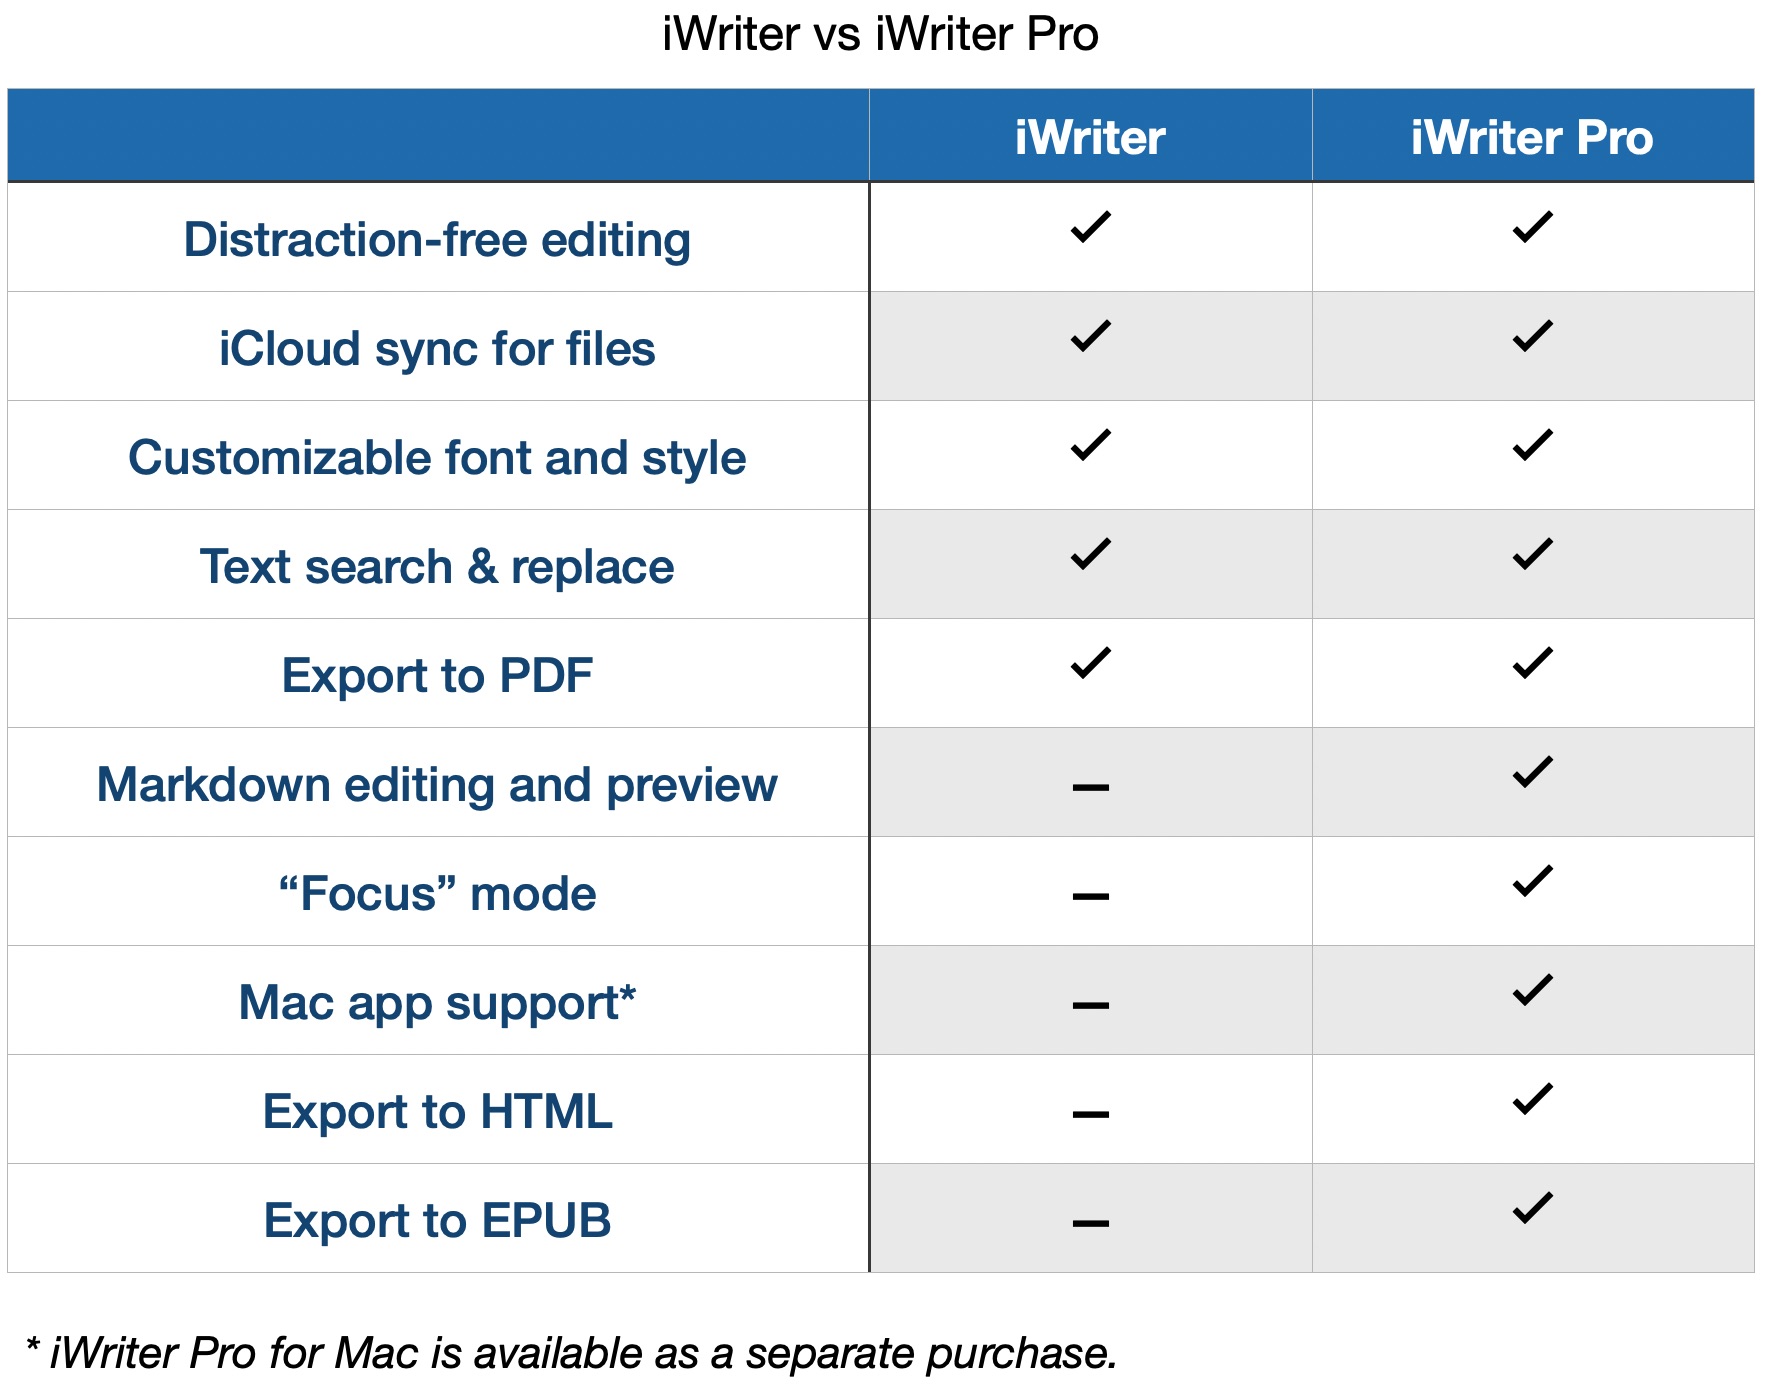 iWriter vs iWriter Pro
iWriter iWriter Pro
Distraction-free editing ✓ ✓
iCloud sync for files ✓ ✓
Customizable font and style ✓ ✓
Text search & replace ✓ ✓
Export to PDF ✓ ✓
Markdown editing and preview – ✓
“Focus” mode – ✓
Mac app support* – ✓
Export to HTML – ✓
Export to EPUB – ✓
* iWriter Pro for Mac is available as a separate purchase.